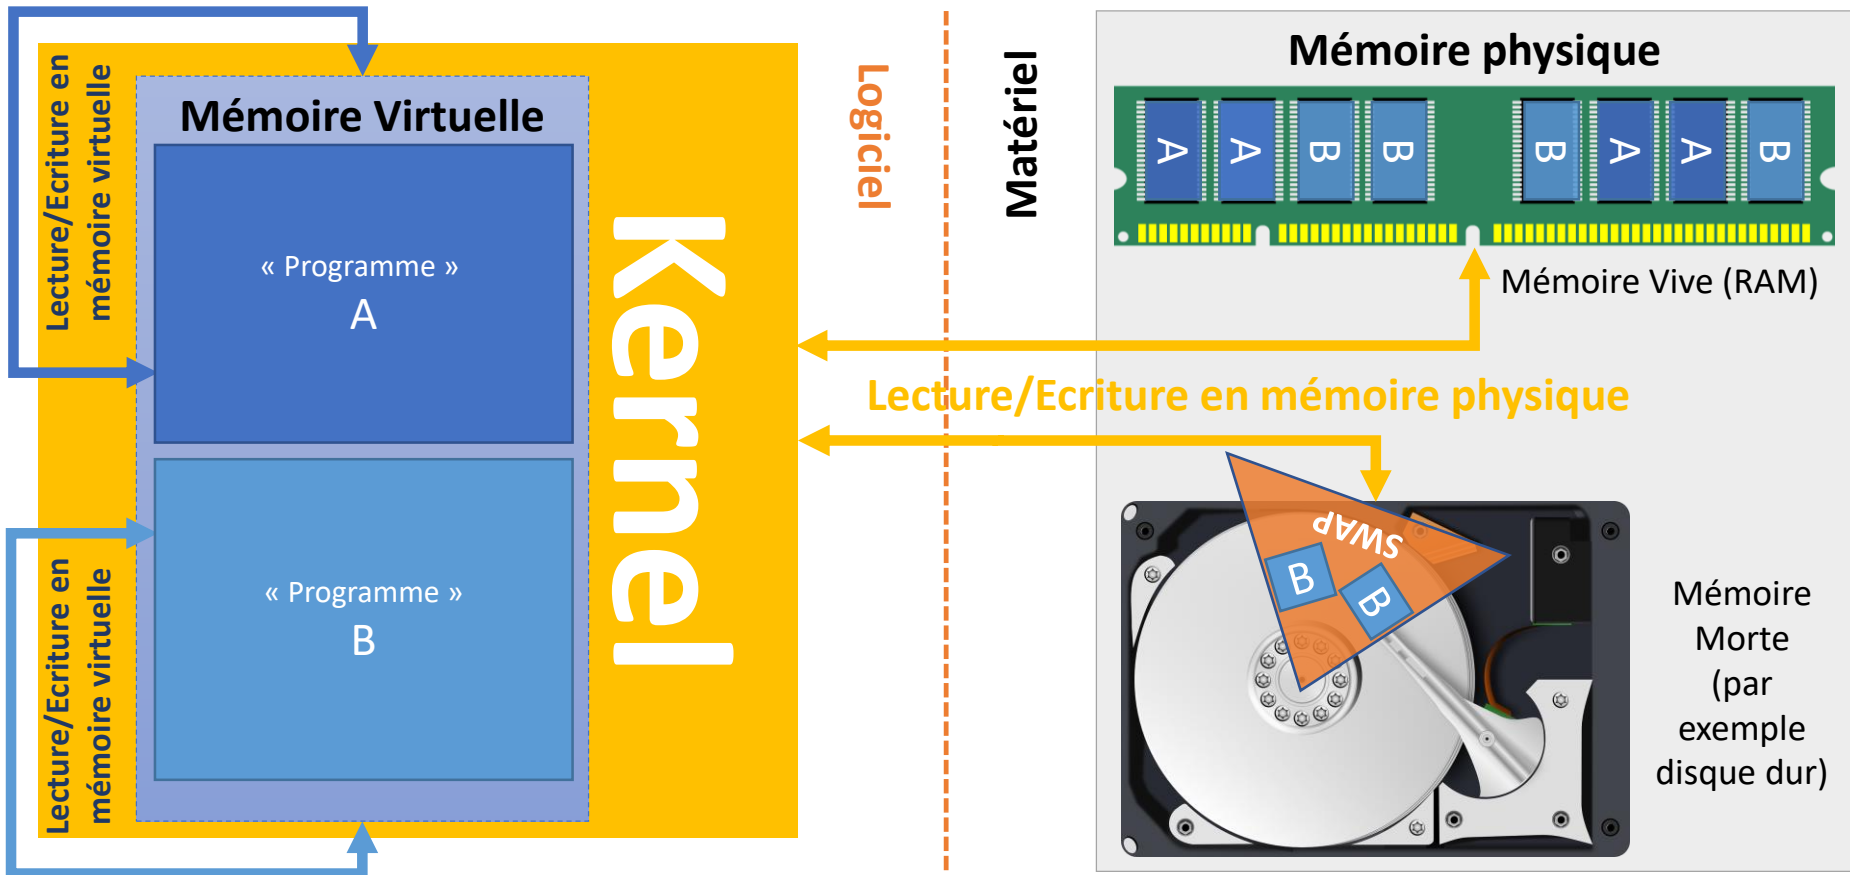 Lecture/Ecriture en
mémoire virtuelle
Mémoire Virtuelle
« Programme »
A
« Programme »
B
Lecture/Ecriture en
mémoire virtuelle
Kernel
Logiciel
Matériel
Mémoire physique
A
A
B
B
B
A
A
B
Mémoire Vive (RAM)
Lecture/Ecriture en mémoire physique
SWAP
B
B
Mémoire
Morte
(par
exemple
disque dur)